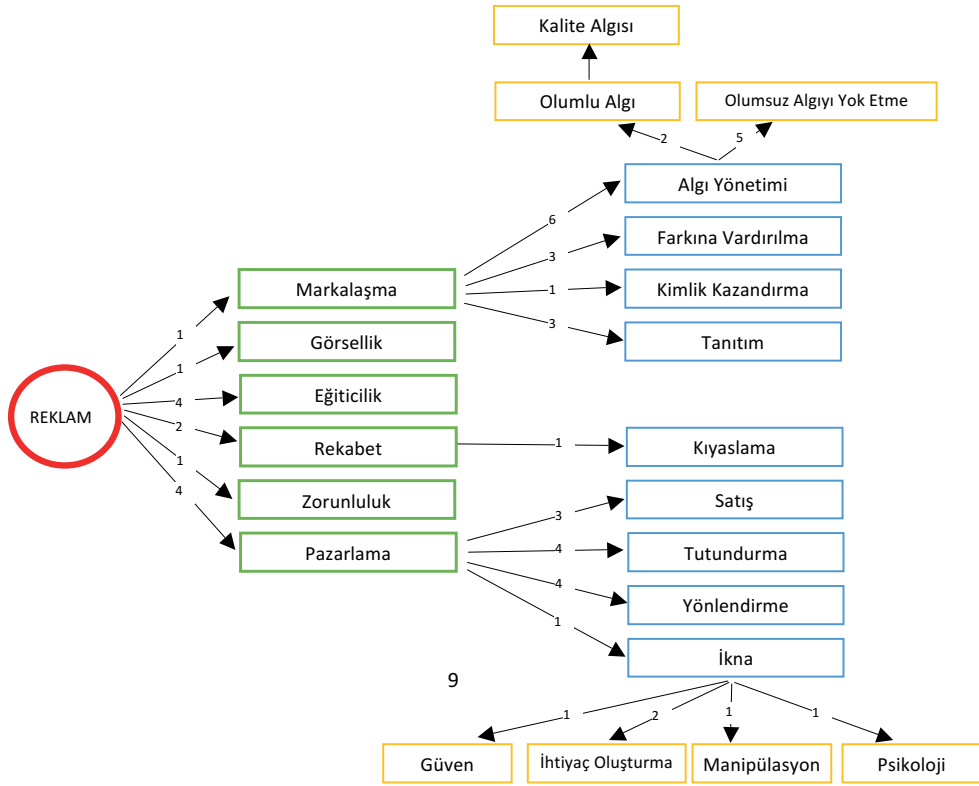 Kalite Algısı
Olumlu Algı
Olumsuz Algıyı Yok Etme
2
5
Algı Yönetimi
6
Farkına Vardırılma
3
Markalaşma
1
Kimlik Kazandırma
3
Tanıtım
1
Görsellik
1
Eğiticilik
4
REKLAM
2
Rekabet
1
Kıyaslama
1
Zorunluluk
4
Satış
3
Pazarlama
4
Tutundurma
4
Yönlendirme
1
İkna
9
1
2
1
1
Güven
İhtiyaç Oluşturma
Manipülasyon
Psikoloji